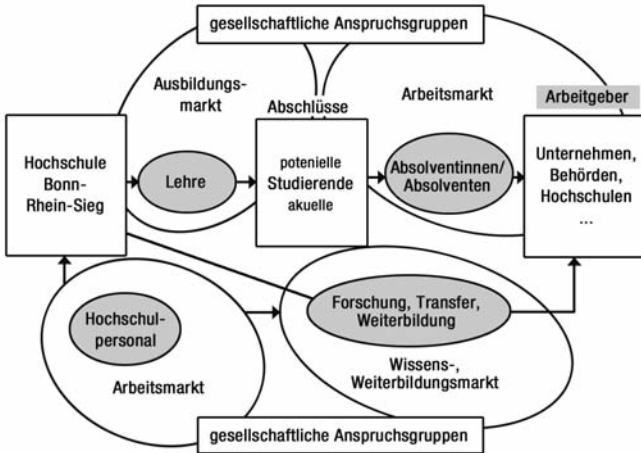 gesellschaftliche Anspruchsgruppen
Ausbildungs-
markt
Abschlüsse
Arbeitsmarkt
Arbeitgeber
Hochschule
Bonn-
Rhein-Sieg
Lehre
potenielle
Studierende
akuelle
Absolventinnen/
Absolventen
Unternehmen,
Behörden,
Hochschulen
...
Hochschul-
personal
Arbeitsmarkt
Forschung, Transfer,
Weiterbildung
Wissens-,
Weiterbildungsmarkt
gesellschaftliche Anspruchsgruppen